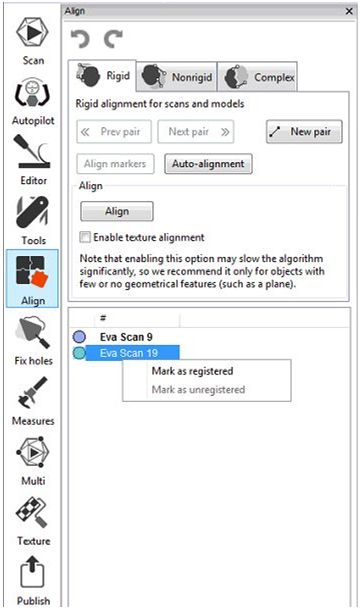 Align
Scan
Autopilot
Editor
Tools
Align
Fix holes
Measures
Multi
Texture
Publish
Rigid
Nonrigid
Complex
Rigid alignment for scans and models
« Prev pair
Next pair »
New pair
Align markers
Auto-alignment
Align
Align
Enable texture alignment
Note that enabling this option may slow the algorithm
significantly, so we recommend it only for objects with
few or no geometrical features (such as a plane).
#
Eva Scan 9
Eva Scan 19
Mark as registered
Mark as unregistered